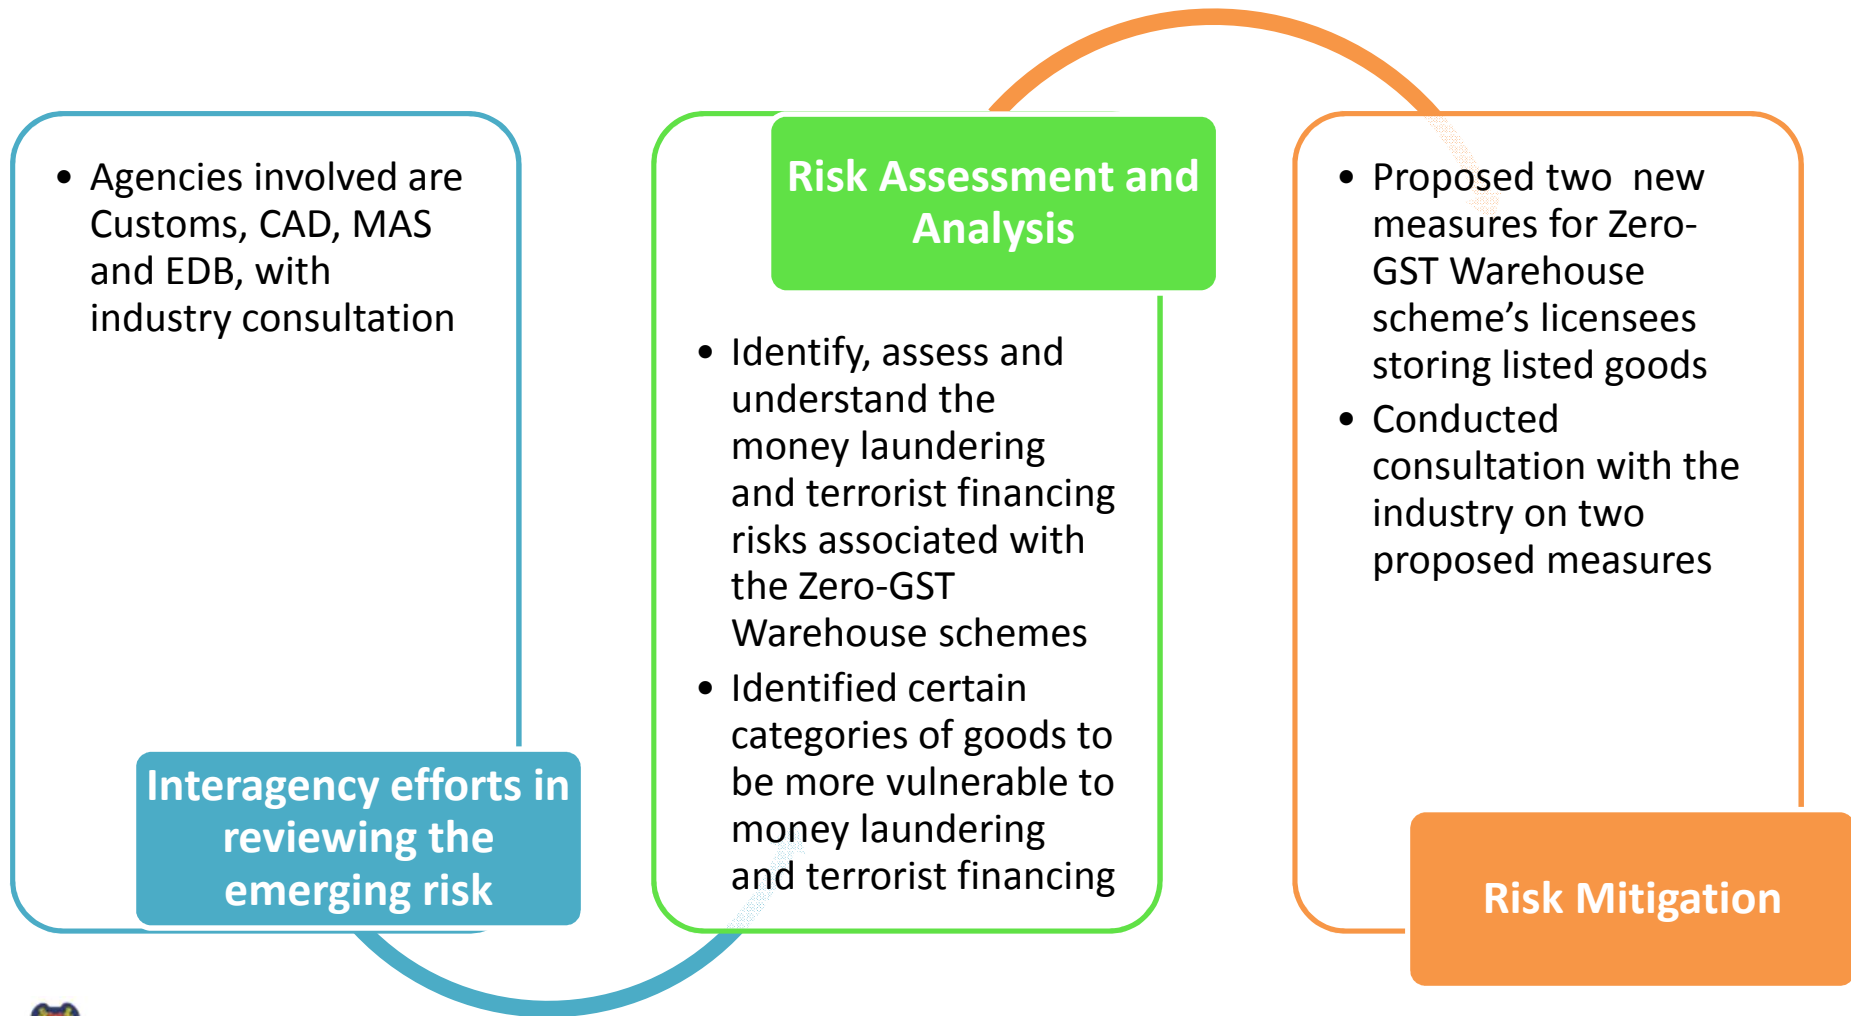 • Agencies involved are
Customs, CAD, MAS
and EDB, with
industry consultation
Interagency efforts in
reviewing the
emerging risk
Risk Assessment and
Analysis
• Identify, assess and
understand the
money laundering
and terrorist financing
risks associated with
the Zero-GST
Warehouse schemes
• Identified certain
categories of goods to
be more vulnerable to
money laundering
and terrorist financing
• Proposed two  new
measures for Zero-
GST Warehouse
scheme’s licensees
storing listed goods
• Conducted
consultation with the
industry on two
proposed measures
Risk Mitigation